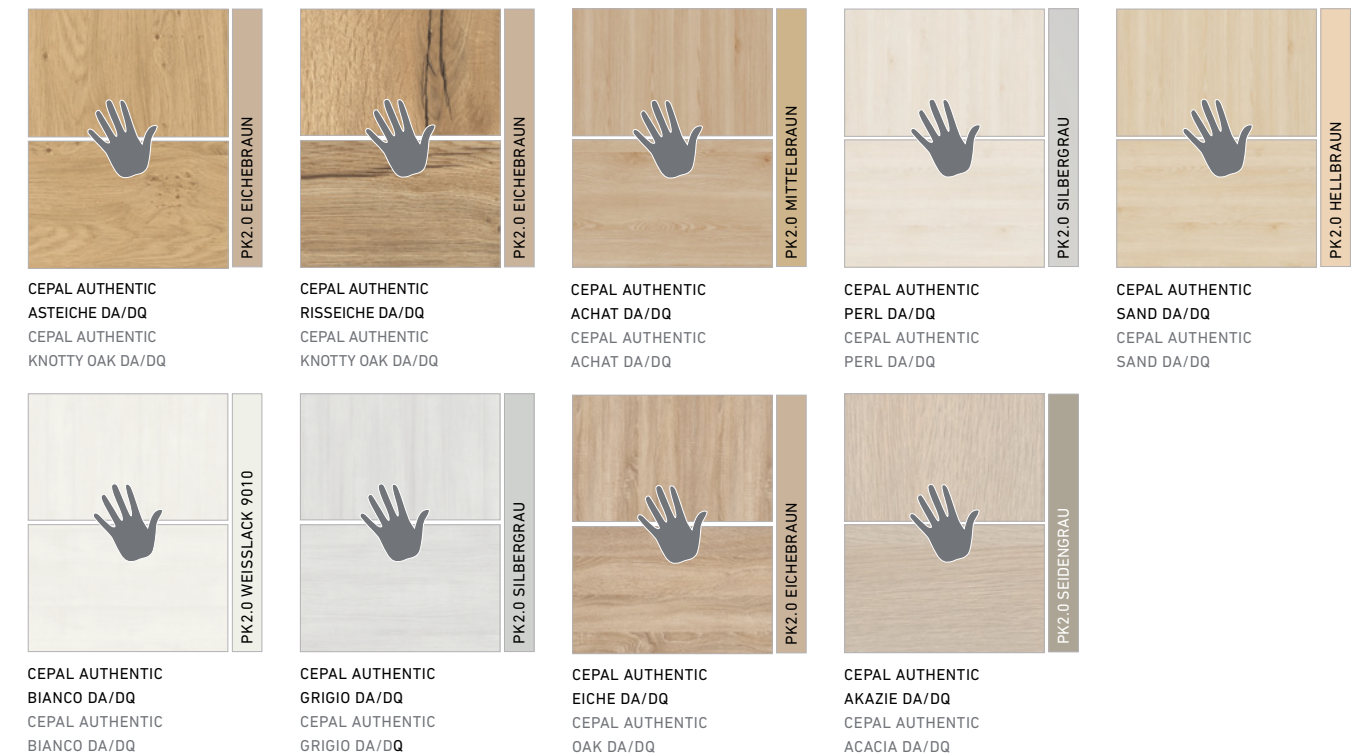 PK2.0 EICHEBRAUN
CEPAL AUTHENTIC
ASTEICHE DA/DQ
CEPAL AUTHENTIC
KNOTTY OAK DA/DQ
PK2.0 EICHEBRAUN
CEPAL AUTHENTIC
RISSEICHE DA/DQ
CEPAL AUTHENTIC
KNOTTY OAK DA/DQ
PK2.0 MITTELBRAUN
CEPAL AUTHENTIC
ACHAT DA/DQ
CEPAL AUTHENTIC
ACHAT DA/DQ
PK2.0 SILBERGRAU
CEPAL AUTHENTIC
PERL DA/DQ
CEPAL AUTHENTIC
PERL DA/DQ
PK2.0 HELLBRAUN
CEPAL AUTHENTIC
SAND DA/DQ
CEPAL AUTHENTIC
SAND DA/DQ
PK2.0 WEISSLACK 9010
CEPAL AUTHENTIC
BIANCO DA/DQ
CEPAL AUTHENTIC
BIANCO DA/DQ
PK2.0 SILBERGRAU
CEPAL AUTHENTIC
GRIGIO DA/DQ
CEPAL AUTHENTIC
GRIGIO DA/DQ
PK2.0 EICHEBRAUN
CEPAL AUTHENTIC
EICHE DA/DQ
CEPAL AUTHENTIC
OAK DA/DQ
PK2.0 SEIDENGRAU
CEPAL AUTHENTIC
AKAZIE DA/DQ
CEPAL AUTHENTIC
ACACIA DA/DQ